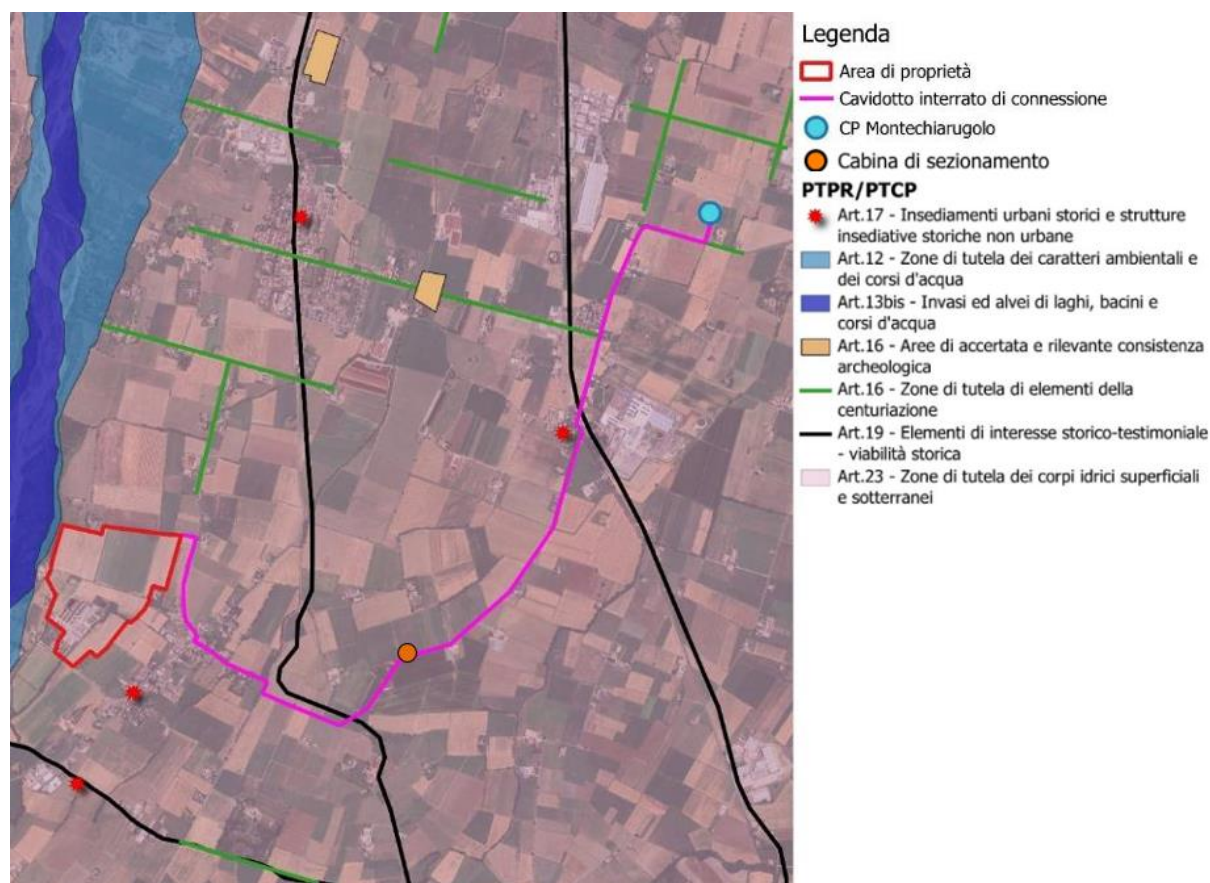 Legenda
Area di proprietà
Cavidotto interrato di connessione
CP Montechiarugolo
Cabina di sezionamento
PTPR/PTCP
Art.17 - Insediamenti urbani storici e strutture
insediative storiche non urbane
Art.12 - Zone di tutela dei caratteri ambientali e
dei corsi d'acqua
Art.13bis - Invasi ed alvei di laghi, bacini e
corsi d'acqua
Art.16 - Aree di accertata e rilevante consistenza
archeologica
Art.16 - Zone di tutela di elementi della
centuriazione
Art.19 - Elementi di interesse storico-testimoniale
- viabilità storica
Art.23 - Zone di tutela dei corpi idrici superficiali
e sotterranei